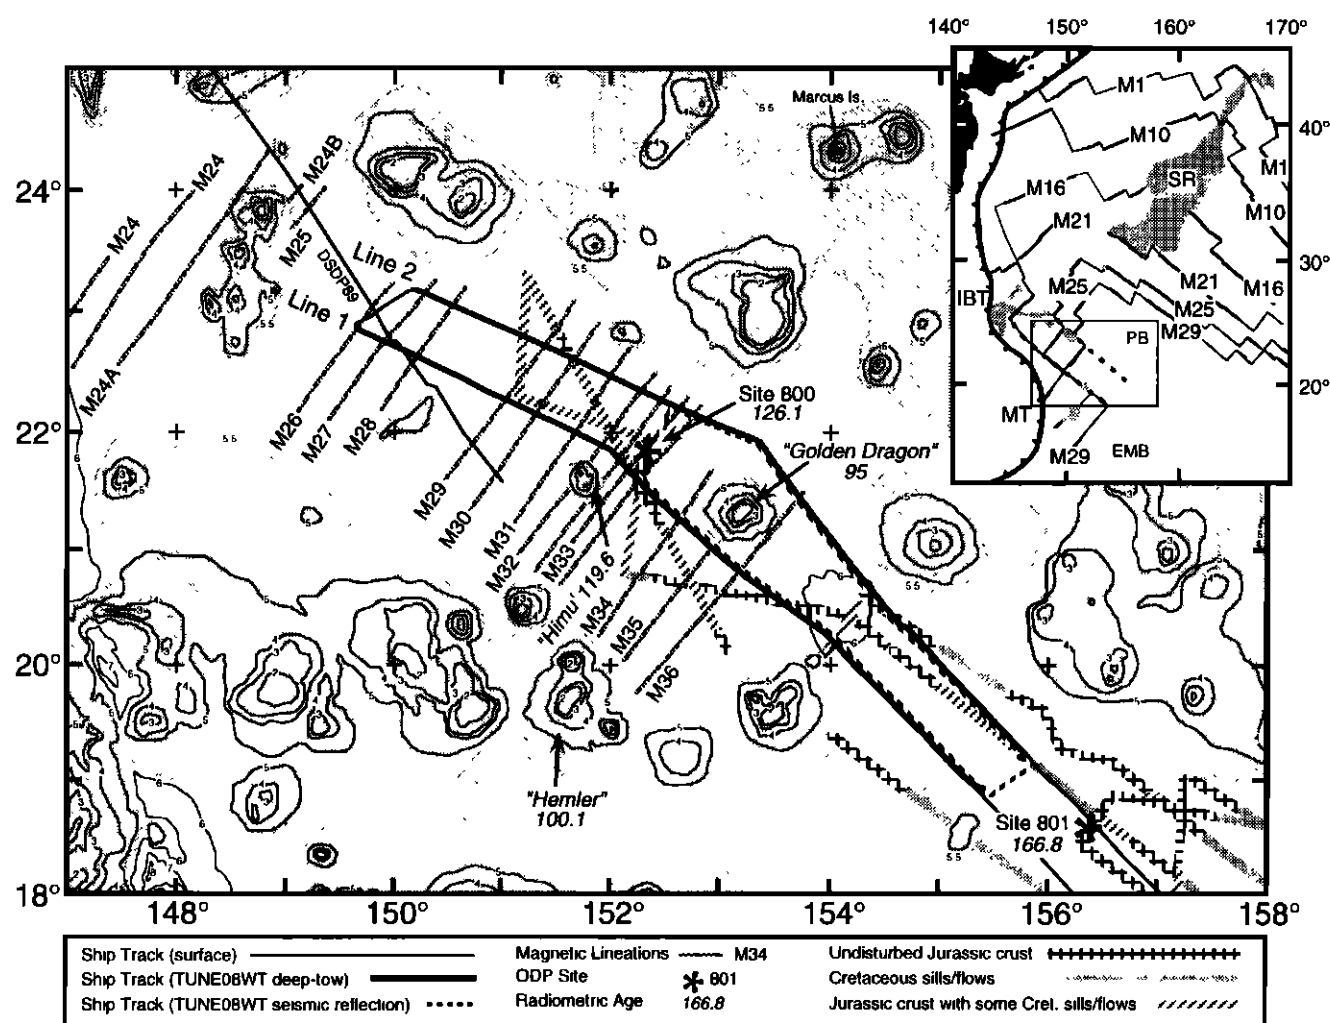 140° 150° 160° 170°
M1
M10
40°
SR
M1
M16
M10
M21
30°
M21
M16
IBT
M25
M25
M29
PB
20°
MT
M29
EMB
Marcus Is.
24°
22°
20°
18°
148° 150° 152° 154° 156° 158°
M24
M24
M24B
M25
M24A
DSDP89
Line 2
Line 1
M26
M27
M28
M29
M30
M31
M32
M33
M34
M35
M36
Site 800
126.1
"Golden Dragon"
95
"Himu" 119.6
"Hemler"
100.1
Site 801
166.8
Ship Track (surface)
Ship Track (TUNE08WT deep-tow)
Ship Track (TUNE08WT seismic reflection)
Magnetic Lineations M34
ODP Site 801
Radiometric Age 166.8
Undisturbed Jurassic crust
Cretaceous sills/flows
Jurassic crust with some Cret. sills/flows